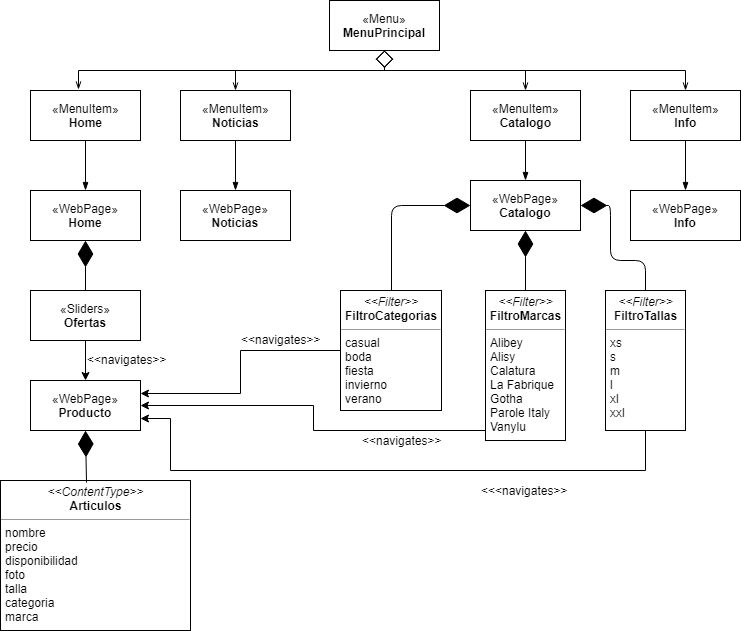 «Menu»
MenuPrincipal
«MenuItem»
Home
«MenuItem»
Noticias
«MenuItem»
Catalogo
«MenuItem»
Info
«WebPage»
Home
«WebPage»
Noticias
«WebPage»
Catalogo
«WebPage»
Info
«Sliders»
Ofertas
<<Filter>>
FiltroCategorias
casual
boda
fiesta
invierno
verano
<<Filter>>
FiltroMarcas
Alibey
Alisy
Calatura
La Fabrique
Gotha
Parole Italy
Vanylu
<<Filter>>
FiltroTallas
xs
s
m
l
xl
xxl
<<navigates>>
<<navigates>>
«WebPage»
Producto
<<navigates>>
<<<navigates>>
<<ContentType>>
Articulos
nombre
precio
disponibilidad
foto
talla
categoria
marca